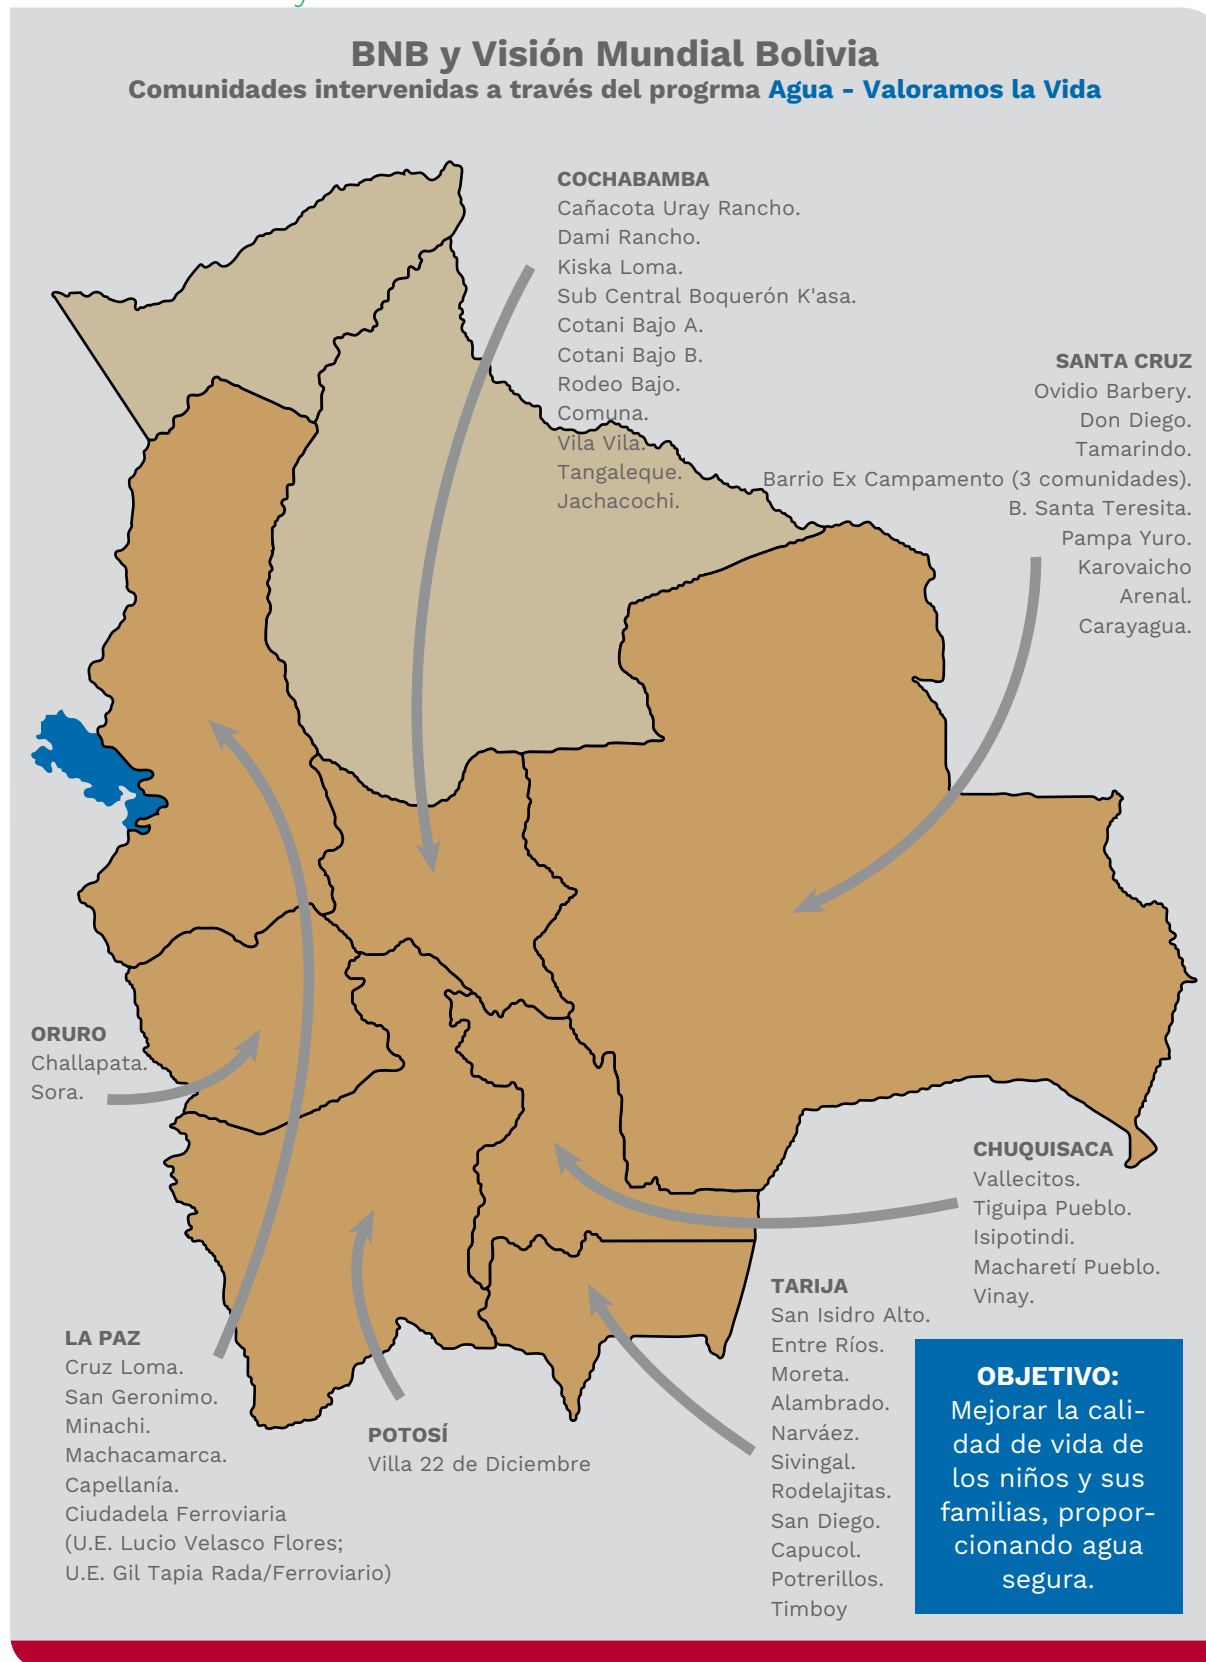 BNB y Visión Mundial Bolivia
Comunidades intervenidas a través del progrma Agua - Valoramos la Vida
COCHABAMBA
Cañacota Uray Rancho.
Dami Rancho.
Kiska Loma.
Sub Central Boquerón K'asa.
Cotani Bajo A.
Cotani Bajo B.
Rodeo Bajo.
Comuna.
Vila Vila.
Tangaleque.
Jachacochi.
SANTA CRUZ
Ovidio Barbery.
Don Diego.
Tamarindo.
Barrio Ex Campamento (3 comunidades).
B. Santa Teresita.
Pampa Yuro.
Karovaicho
Arenal.
Carayagua.
ORURO
Challapata.
Sora.
CHUQUISACA
Vallecitos.
Tiguipa Pueblo.
Isipotindi.
Macharetí Pueblo.
Vinay.
TARIJA
San Isidro Alto.
Entre Ríos.
Moreta.
Alambrado.
Narváez.
Sivingal.
Rodelajitas.
San Diego.
Capucol.
Potrerillos.
Timboy
LA PAZ
Cruz Loma.
San Geronimo.
Minachi.
Machacamarca.
Capellanía.
Ciudadela Ferroviaria
(U.E. Lucio Velasco Flores;
U.E. Gil Tapia Rada/Ferroviario)
POTOSÍ
Villa 22 de Diciembre
OBJETIVO:
Mejorar la cali-
dad de vida de
los niños y sus
familias, propor-
cionando agua
segura.